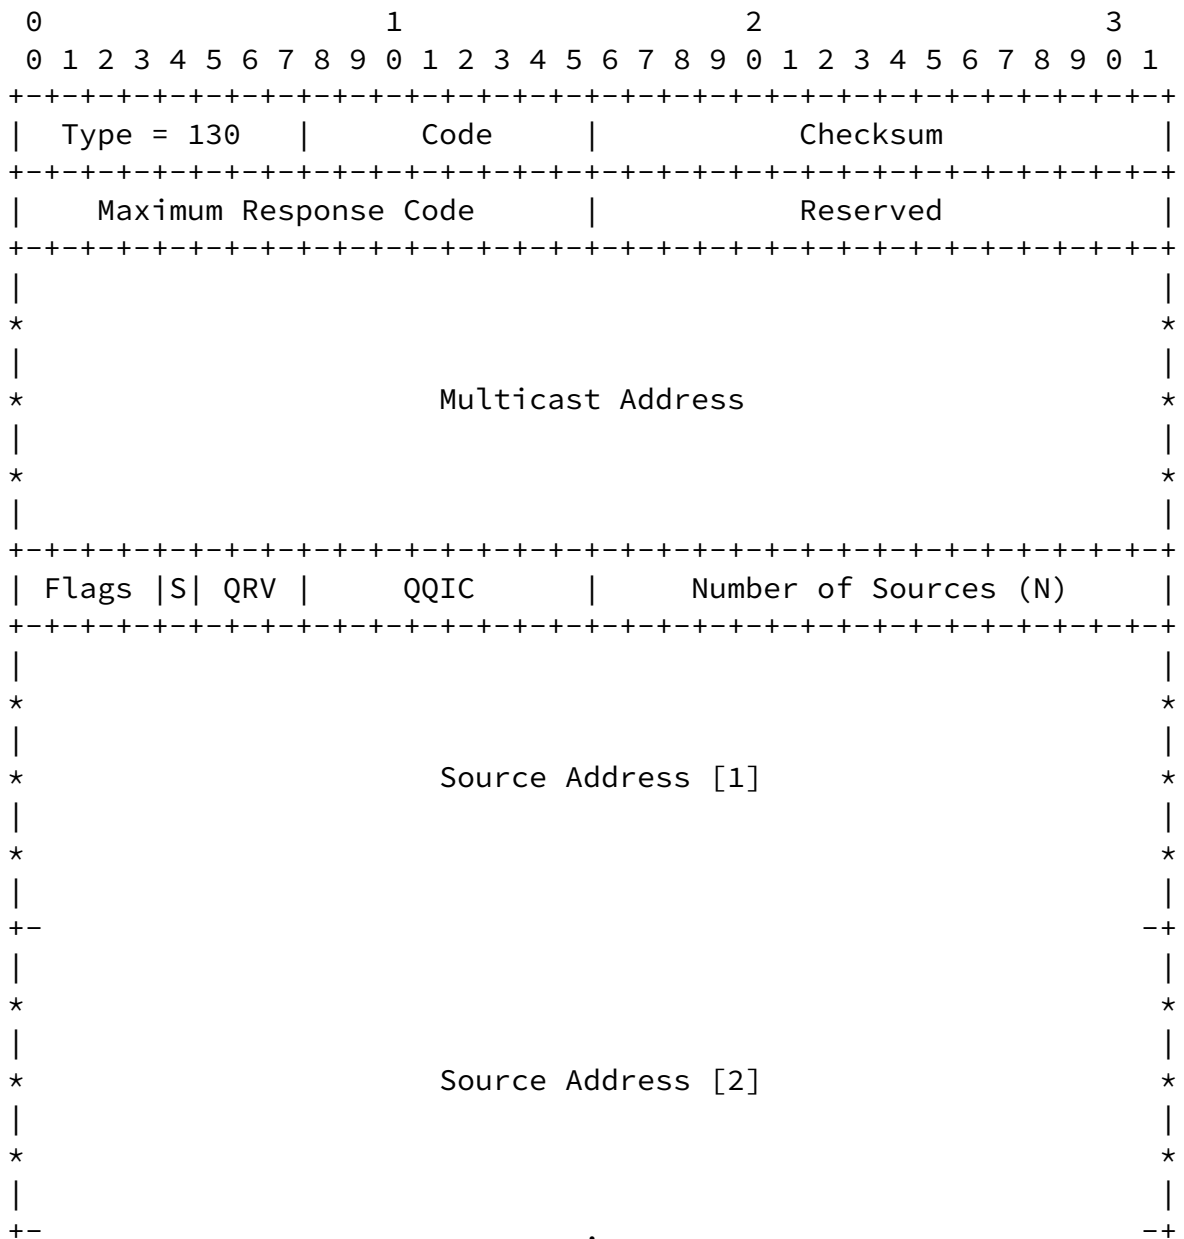 0                   1                   2                   3
 0 1 2 3 4 5 6 7 8 9 0 1 2 3 4 5 6 7 8 9 0 1 2 3 4 5 6 7 8 9 0 1
+-+-+-+-+-+-+-+-+-+-+-+-+-+-+-+-+-+-+-+-+-+-+-+-+-+-+-+-+-+-+-+-+
|  Type = 130   |      Code     |           Checksum            |
+-+-+-+-+-+-+-+-+-+-+-+-+-+-+-+-+-+-+-+-+-+-+-+-+-+-+-+-+-+-+-+-+
|    Maximum Response Code      |           Reserved            |
+-+-+-+-+-+-+-+-+-+-+-+-+-+-+-+-+-+-+-+-+-+-+-+-+-+-+-+-+-+-+-+-+
|                                                               |
*                                                               *
|                                                               |
*                       Multicast Address                       *
|                                                               |
*                                                               *
|                                                               |
+-+-+-+-+-+-+-+-+-+-+-+-+-+-+-+-+-+-+-+-+-+-+-+-+-+-+-+-+-+-+-+-+
| Flags |S| QRV |     QQIC      |     Number of Sources (N)     |
+-+-+-+-+-+-+-+-+-+-+-+-+-+-+-+-+-+-+-+-+-+-+-+-+-+-+-+-+-+-+-+-+
|                                                               |
*                                                               *
|                                                               |
*                       Source Address [1]                      *
|                                                               |
*                                                               *
|                                                               |
+-                                                             -+
|                                                               |
*                                                               *
|                                                               |
*                       Source Address [2]                      *
|                                                               |
*                                                               *
|                                                               |
+-                              .                              -+